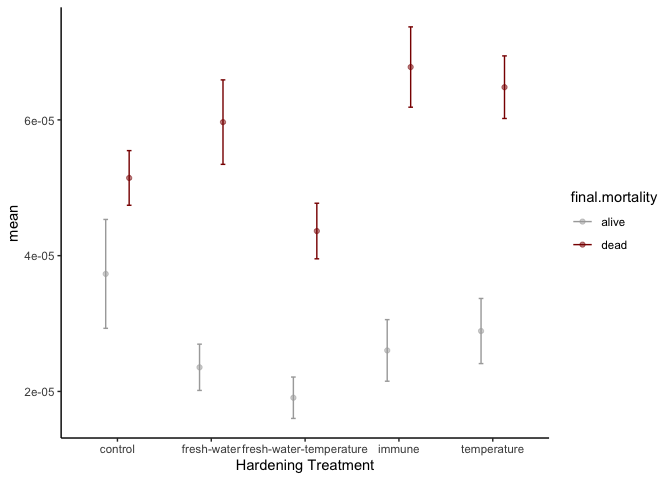 6e-05
4e-05
2e-05
mean
control fresh-water fresh-water-temperature immune temperature
Hardening Treatment
final.mortality
alive
dead